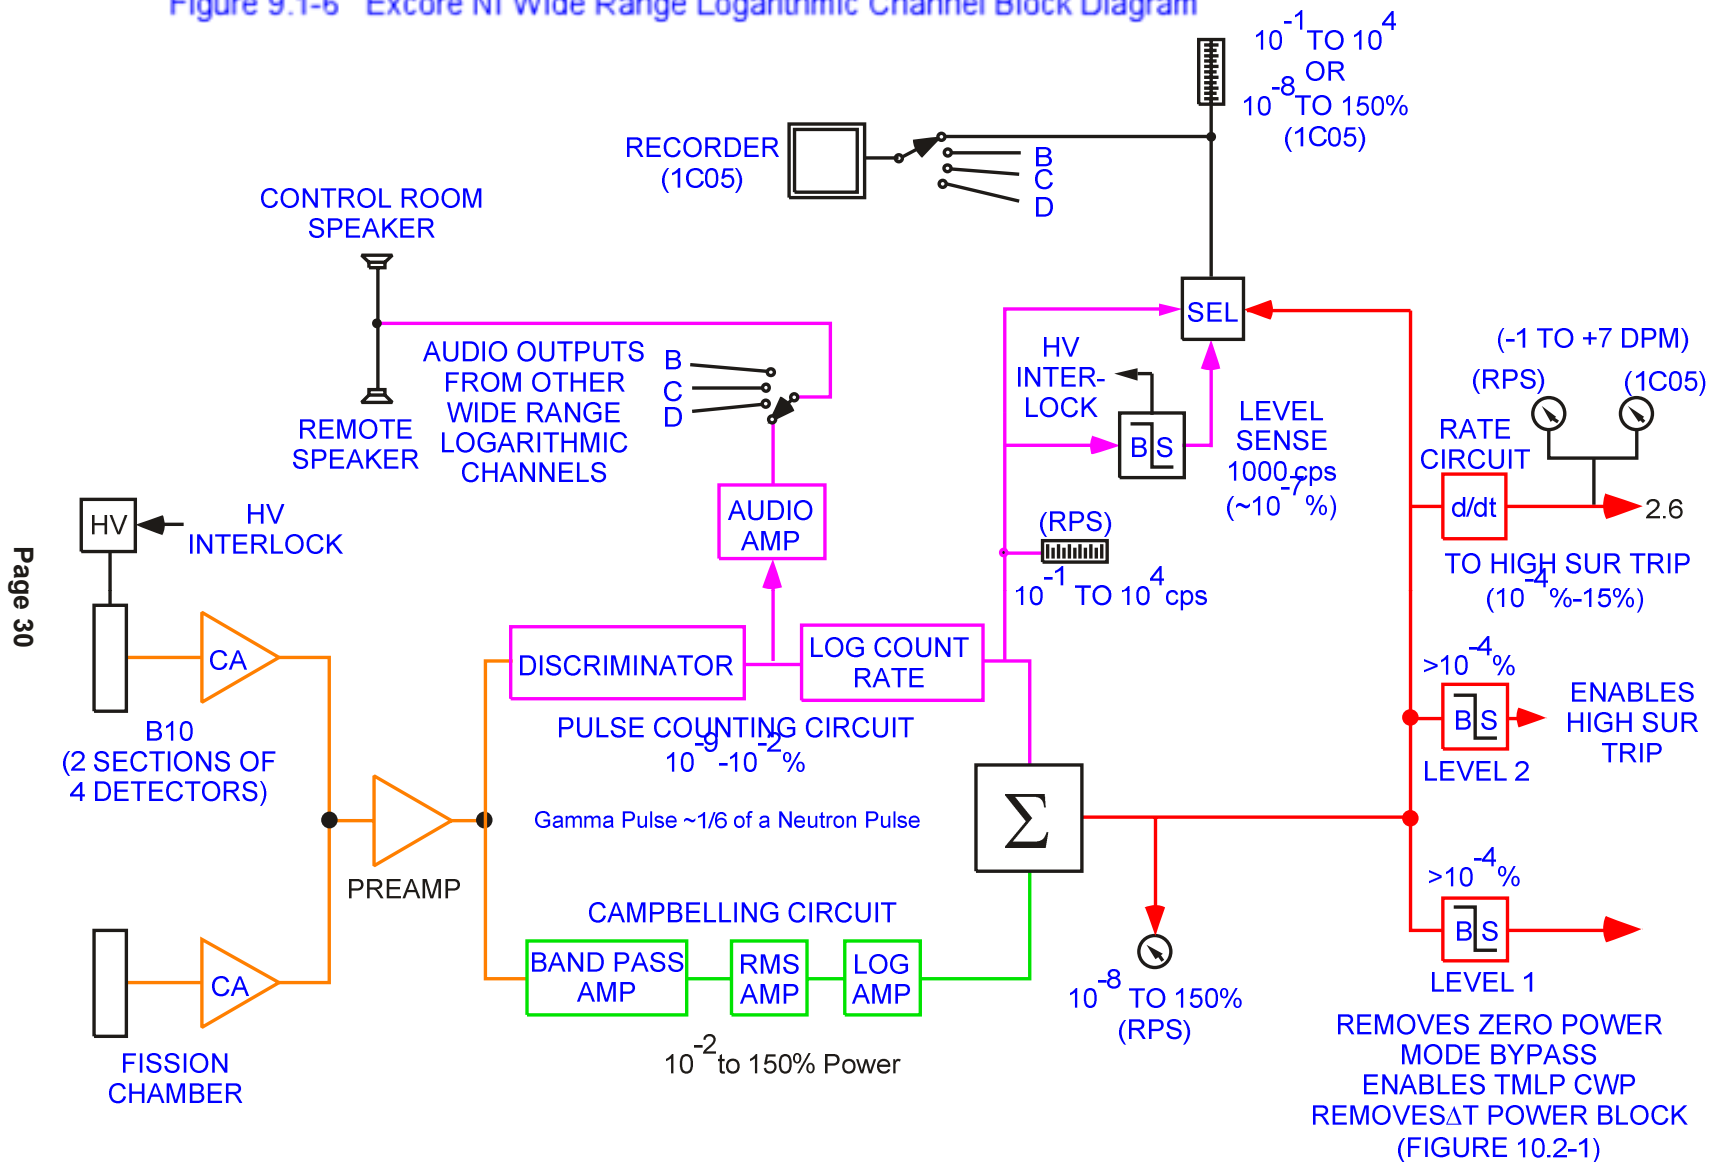 Figure 9.1-6 Excore NI Wide Range Logarithmic Channel Block Diagram
10^-1 TO 10^4
OR
10^-8 TO 150%
(1C05)
RECORDER
(1C05)
B
C
D
CONTROL ROOM
SPEAKER
REMOTE
SPEAKER
AUDIO OUTPUTS
FROM OTHER
WIDE RANGE
LOGARITHMIC
CHANNELS
B
C
D
AUDIO
AMP
SEL
HV
INTER-
LOCK
B S
LEVEL
SENSE
1000 cps
(~10^-7 %)
(-1 TO +7 DPM)
(RPS)
(1C05)
RATE
CIRCUIT
d/dt
2.6
TO HIGH SUR TRIP
(10^-4 %-15%)
HV
HV
INTERLOCK
(RPS)
10^-1 TO 10^4 cps
CA
B10
(2 SECTIONS OF
4 DETECTORS)
DISCRIMINATOR
LOG COUNT
RATE
PULSE COUNTING CIRCUIT
10^-9 -10^-2 %
>10^-4 %
B S
LEVEL 2
ENABLES
HIGH SUR
TRIP
Gamma Pulse ~1/6 of a Neutron Pulse
Σ
PREAMP
CAMPBELLING CIRCUIT
BAND PASS
AMP
RMS
AMP
LOG
AMP
10^-2 to 150% Power
CA
FISSION
CHAMBER
10^-8 TO 150%
(RPS)
>10^-4 %
B S
LEVEL 1
REMOVES ZERO POWER
MODE BYPASS
ENABLES TMLP CWP
REMOVES∆T POWER BLOCK
(FIGURE 10.2-1)
Page 30